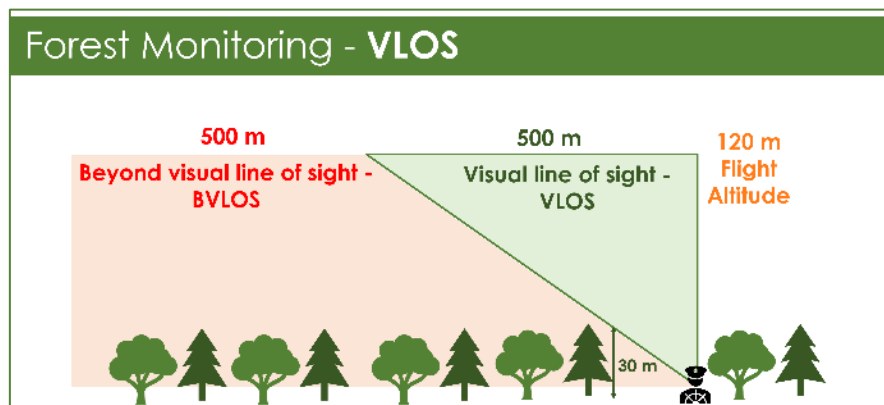 Forest Monitoring - VLOS
500 m
Beyond visual line of sight -
BVLOS
500 m
Visual line of sight -
VLOS
120 m
Flight
Altitude
30 m